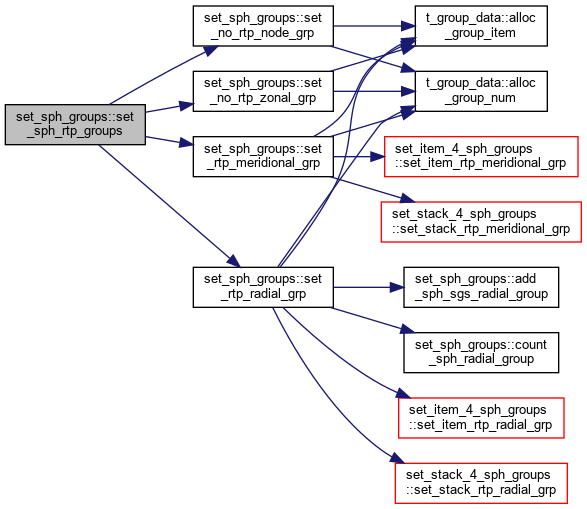 set_sph_groups::set
_sph_rtp_groups
set_sph_groups::set
_no_rtp_node_grp
set_sph_groups::set
_no_rtp_zonal_grp
set_sph_groups::set
_rtp_meridional_grp
set_sph_groups::set
_rtp_radial_grp
t_group_data::alloc
_group_item
t_group_data::alloc
_group_num
set_item_4_sph_groups
::set_item_rtp_meridional_grp
set_stack_4_sph_groups
::set_stack_rtp_meridional_grp
set_sph_groups::add
_sph_sgs_radial_group
set_sph_groups::count
_sph_radial_group
set_item_4_sph_groups
::set_item_rtp_radial_grp
set_stack_4_sph_groups
::set_stack_rtp_radial_grp